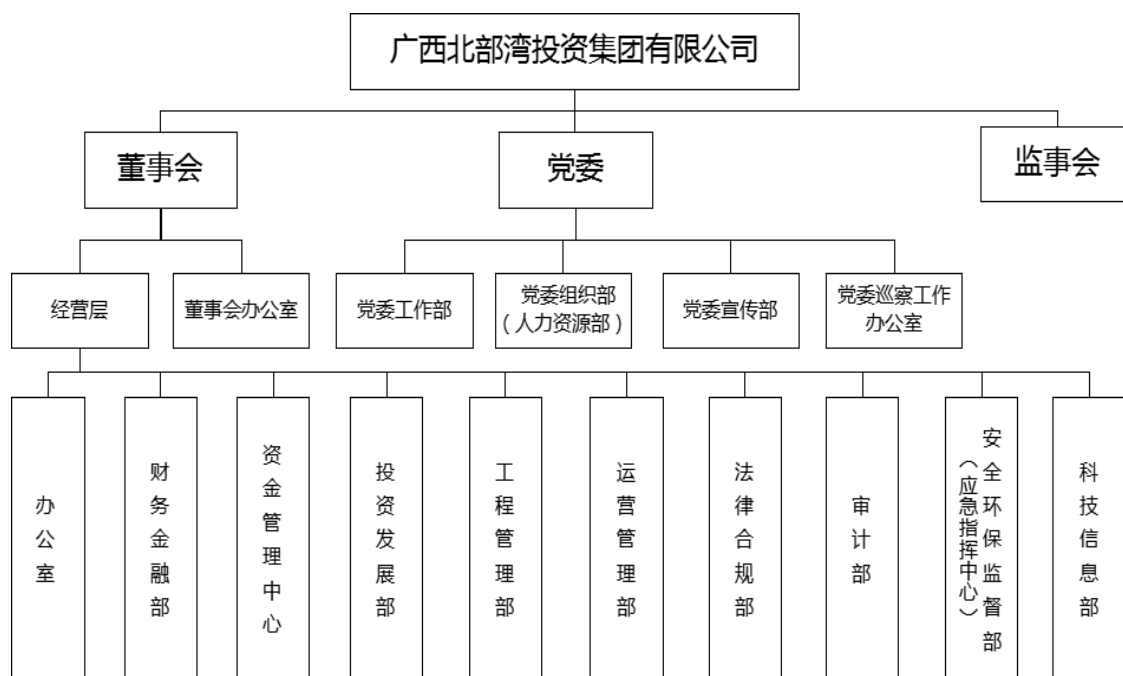 广西北部湾投资集团有限公司
董事会
党委
监事会
经营层
董事会办公室
党委工作部
党委组织部
（人力资源部）
党委宣传部
党委巡察工作
办公室
办公室
财务金融部
资金管理中心
投资发展部
工程管理部
运营管理部
法律合规部
审计部
安全环保监督部
（应急指挥中心）
科技信息部